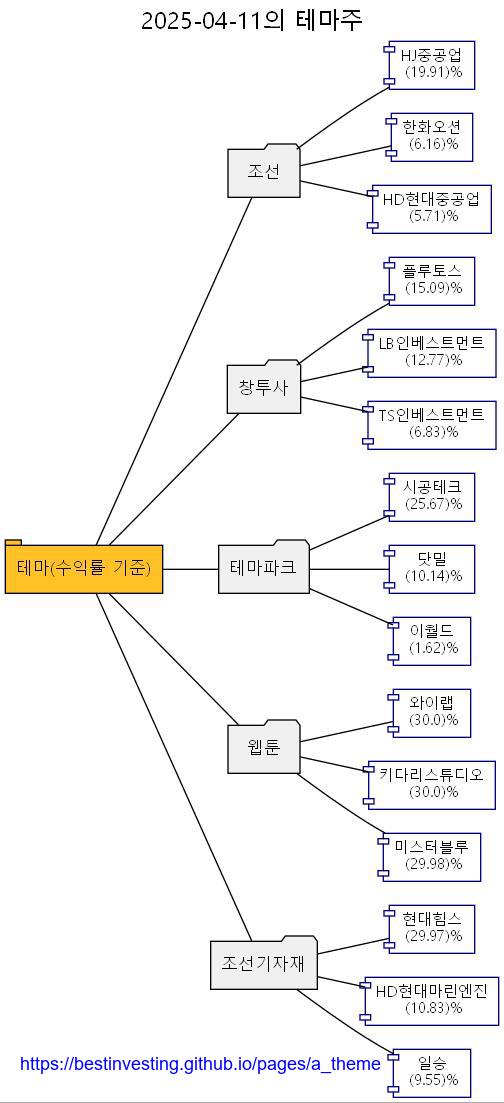 2025-04-11의 테마주
테마(수익률 기준)
조선
HJ중공업
(19.91)%
한화오션
(6.16)%
HD현대중공업
(5.71)%
창투사
플루토스
(15.09)%
LB인베스트먼트
(12.77)%
TS인베스트먼트
(6.83)%
테마파크
시공테크
(25.67)%
닷밀
(10.14)%
이월드
(1.62)%
웹툰
와이랩
(30.0)%
키다리스튜디오
(30.0)%
미스터블루
(29.98)%
조선기자재
현대힘스
(29.97)%
HD현대마린엔진
(10.83)%
일승
(9.55)%
https://bestinvesting.github.io/pages/a_theme